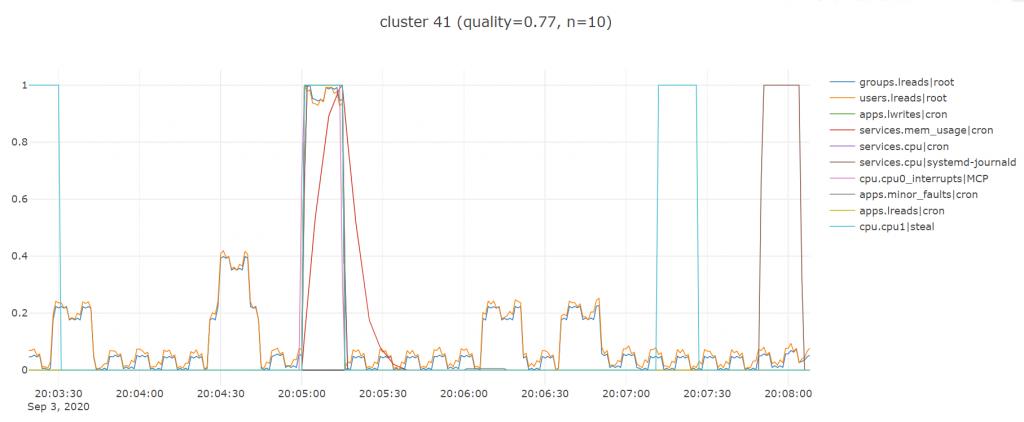 cluster 41 (quality=0.77, n=10)
1
0.8
0.6
0.4
0.2
0
20:03:30 20:04:00 20:04:30 20:05:00 20:05:30 20:06:00 20:06:30 20:07:00 20:07:30 20:08:00
Sep 3, 2020
groups.lreads|root
users.lreads|root
apps.lwrites|cron
services.mem_usage|cron
services.cpu|cron
services.cpu|systemd-journald
cpu.cpu0_interrupts|MCP
apps.minor_faults|cron
apps.lreads|cron
cpu.cpu1|steal